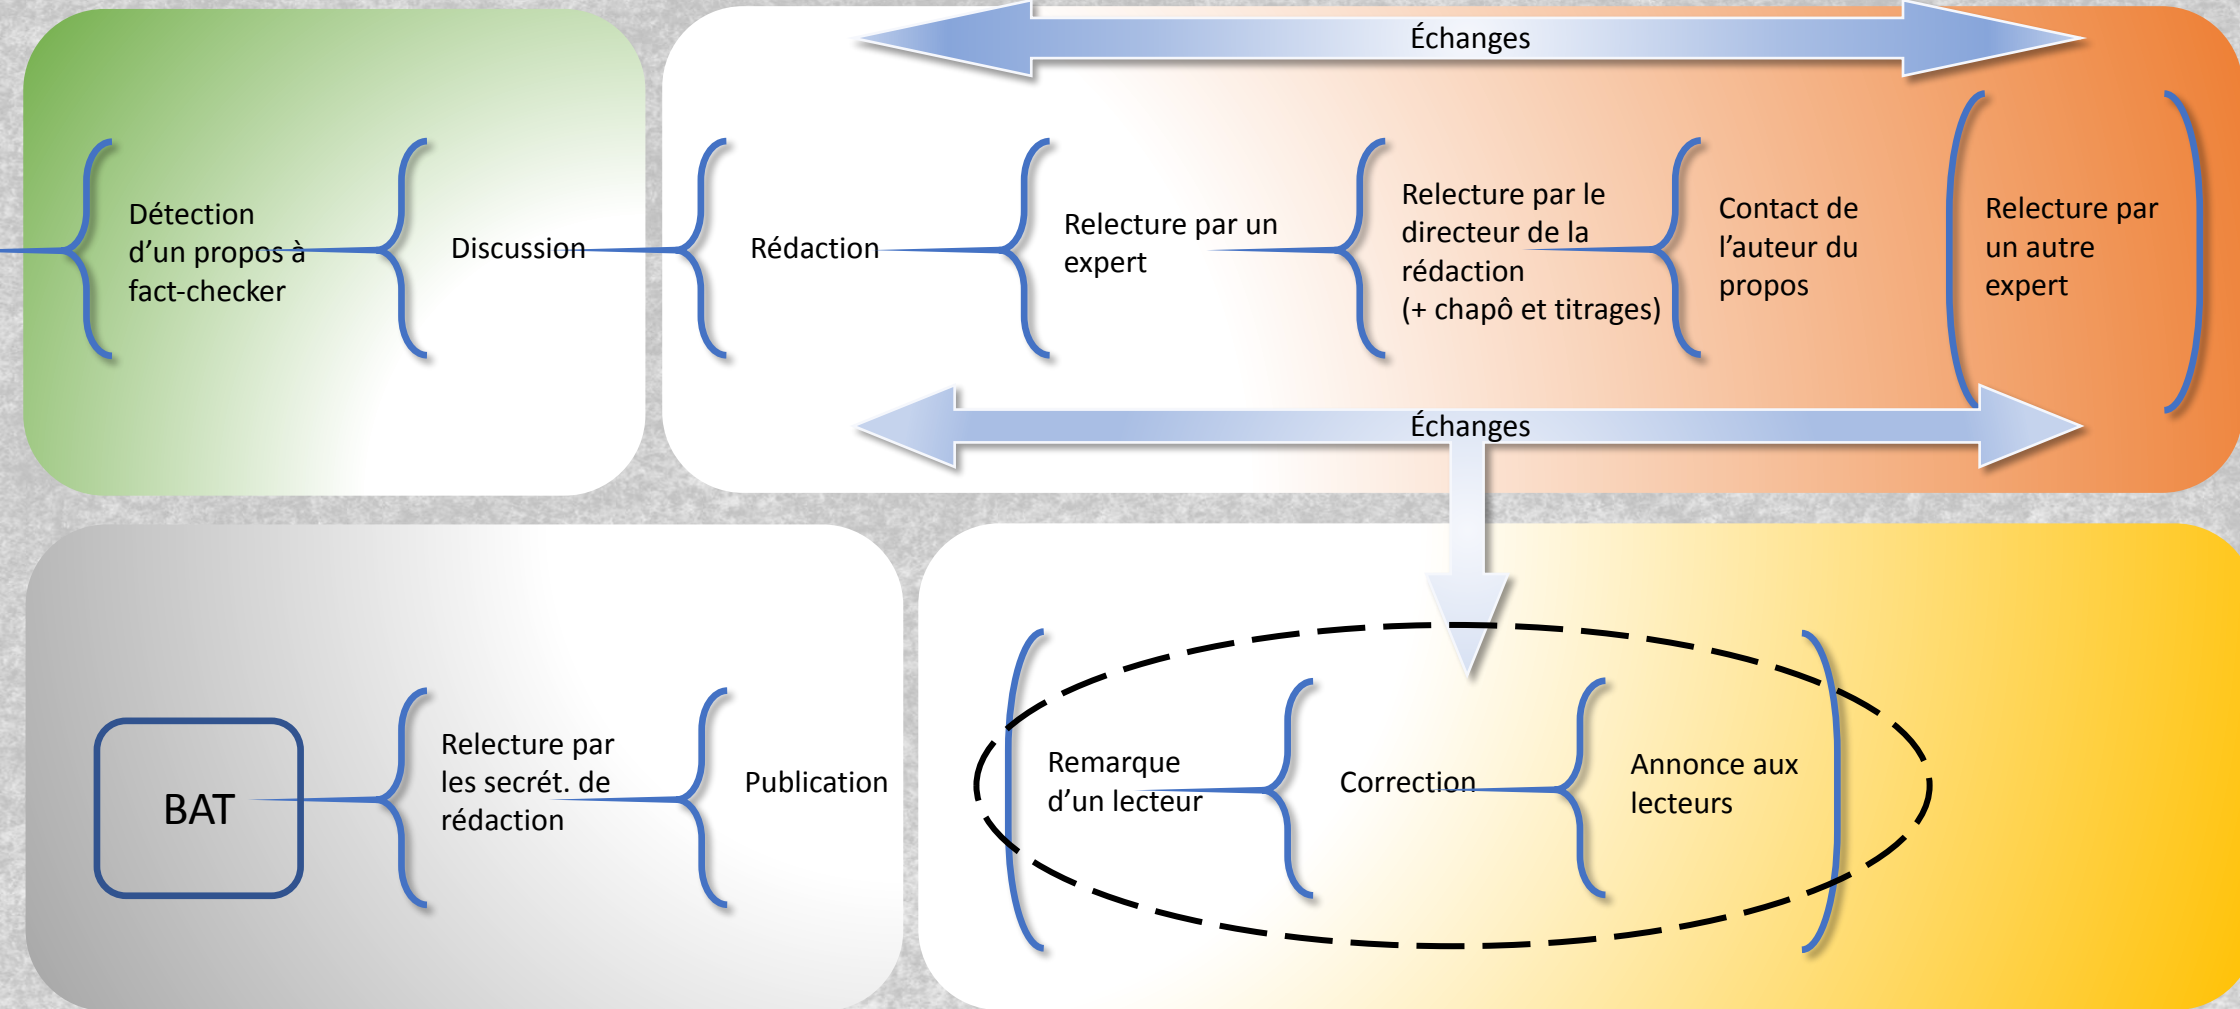 Échanges
Détection
d'un propos à
fact-checker
Discussion
Rédaction
Relecture par un
expert
Relecture par le
directeur de la
rédaction
(+ chapô et titrages)
Contact de
l'auteur du
propos
Relecture par
un autre
expert
Échanges
BAT
Relecture par
les secrét. de
rédaction
Publication
Remarque
d'un lecteur
Correction
Annonce aux
lecteurs